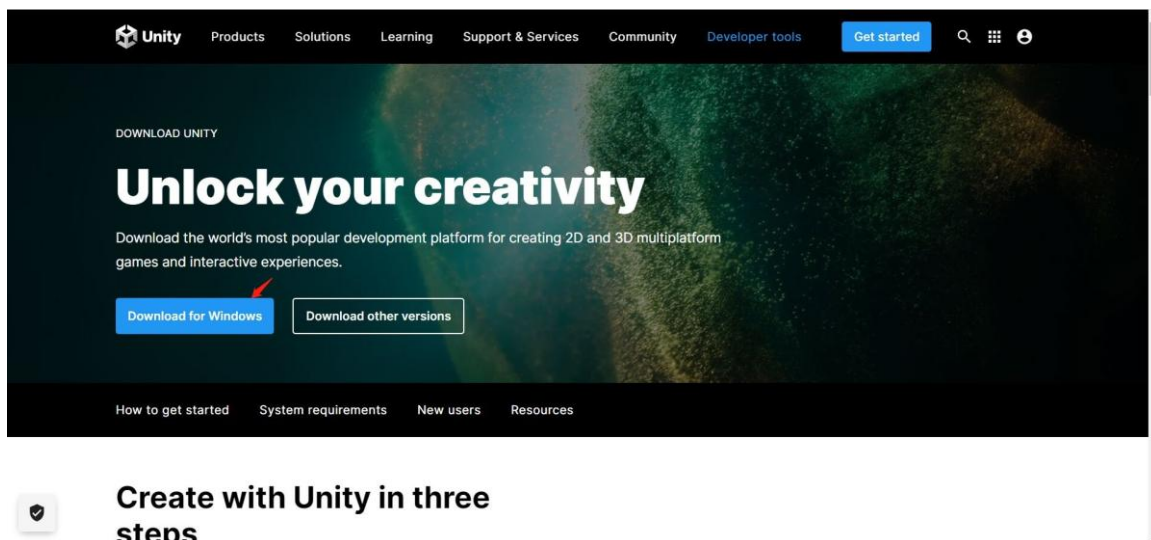 Unity Products Solutions Learning Support & Services Community Developer tools Get started
DOWNLOAD UNITY
Unlock your creativity
Download the world's most popular development platform for creating 2D and 3D multiplatform
games and interactive experiences.
Download for Windows Download other versions
How to get started System requirements New users Resources
Create with Unity in three
steps